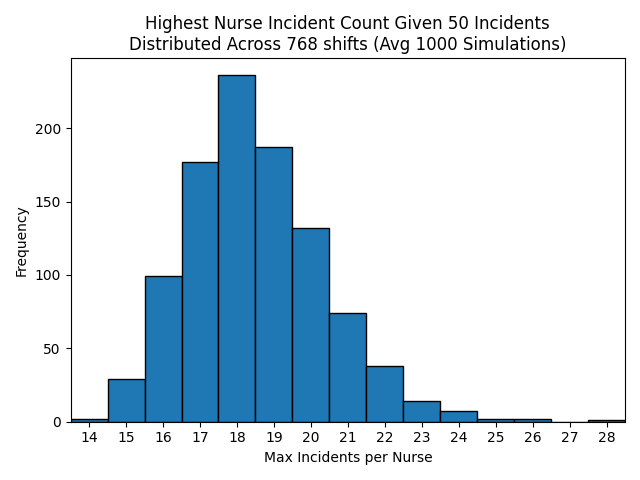 Highest Nurse Incident Count Given 50 Incidents
Distributed Across 768 shifts (Avg 1000 Simulations)
200
150
100
50
0
Frequency
14 15 16 17 18 19 20 21 22 23 24 25 26 27 28
Max Incidents per Nurse